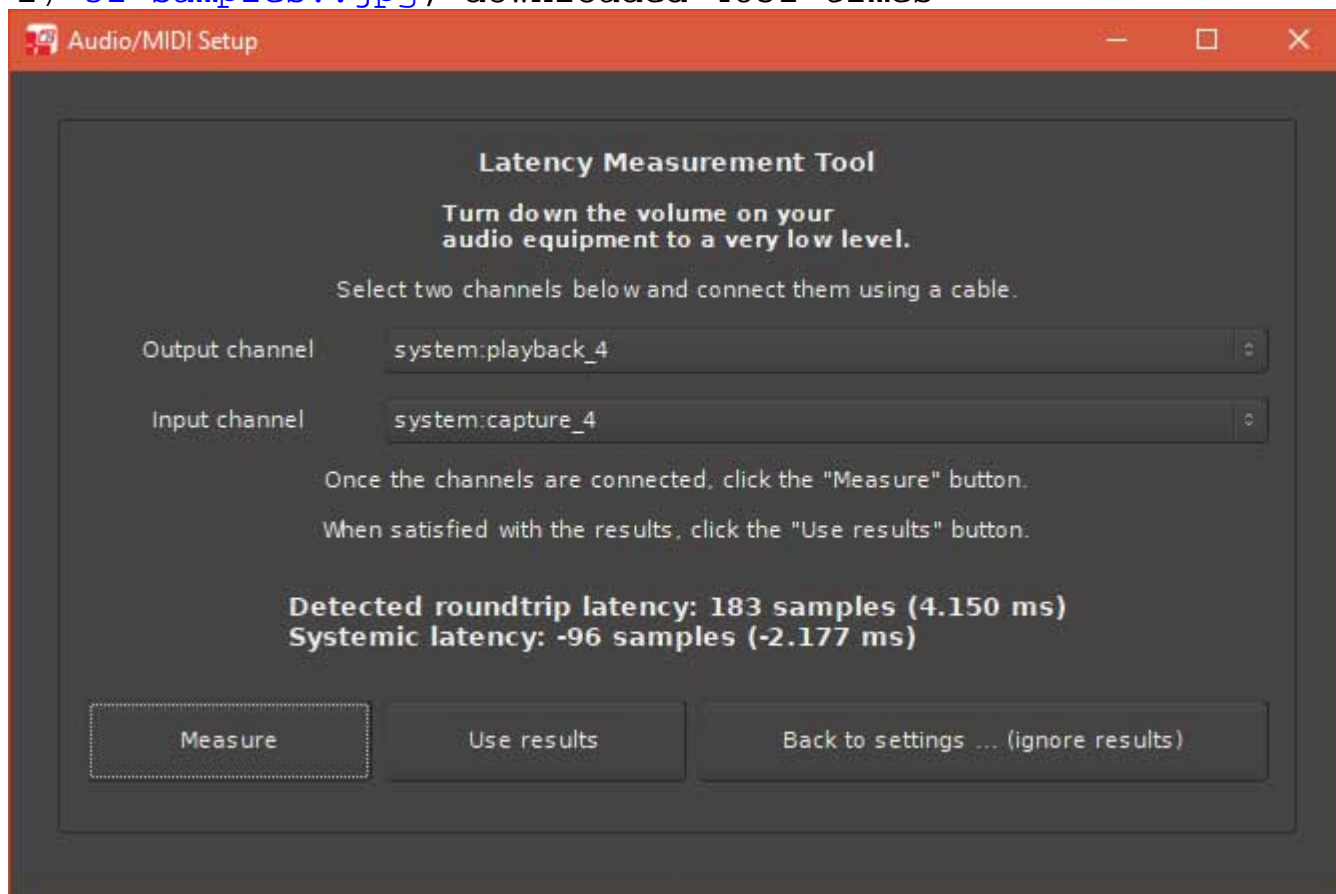 Audio/MIDI Setup
Latency Measurement Tool
Turn down the volume on your
audio equipment to a very low level.
Select two channels below and connect them using a cable.
Output channel system:playback_4
Input channel system:capture_4
Once the channels are connected, click the "Measure" button.
When satisfied with the results, click the "Use results" button.
Detected roundtrip latency: 183 samples (4.150 ms)
Systemic latency: -96 samples (-2.177 ms)
Measure Use results Back to settings ... (ignore results)